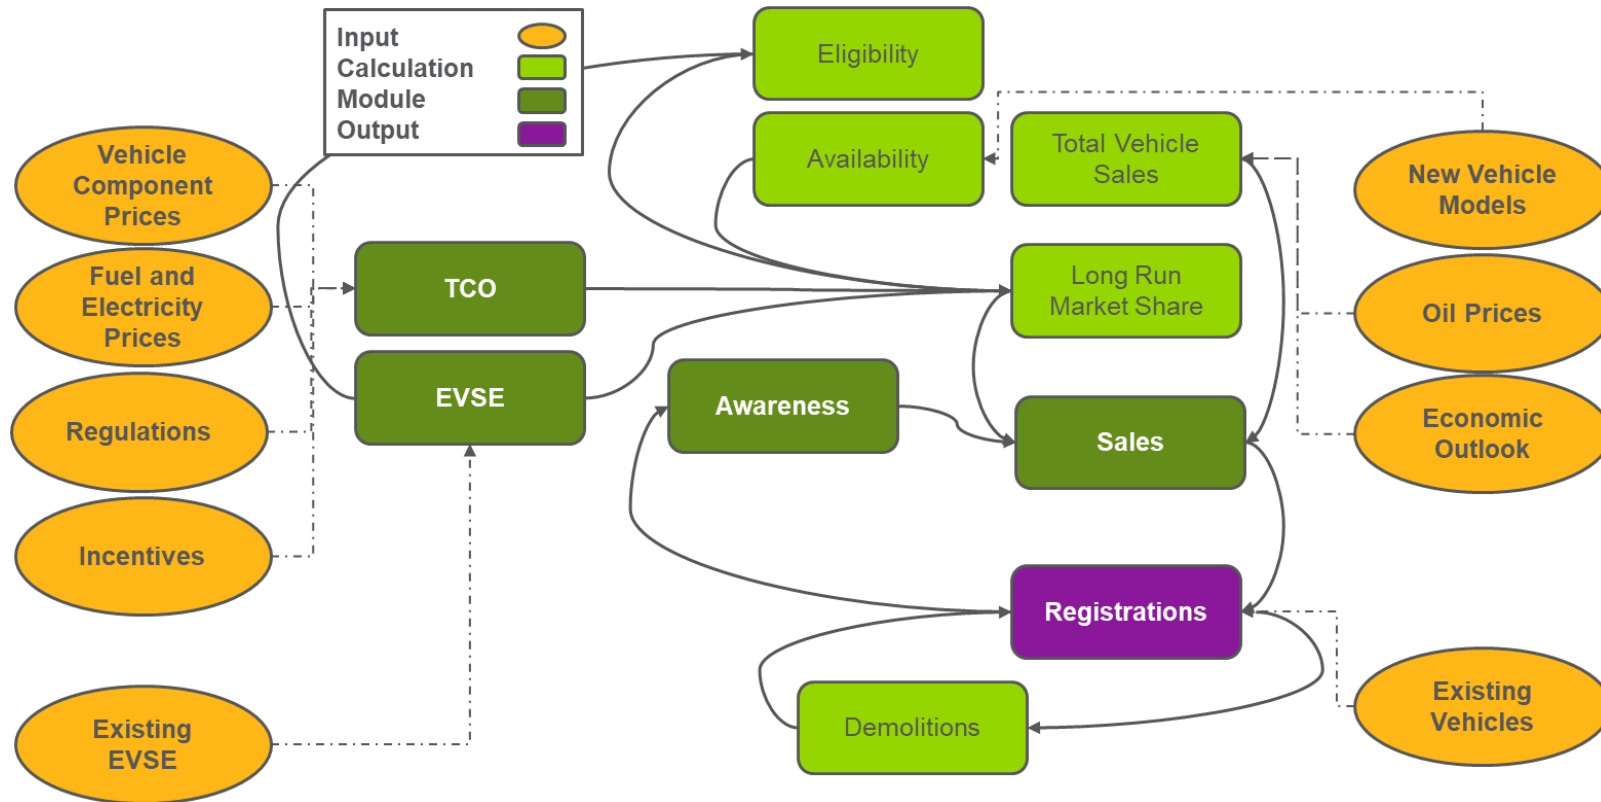 Input
Calculation
Module
Output
Eligibility
Availability
Total Vehicle
Sales
Vehicle
Component
Prices
New Vehicle
Models
Fuel and
Electricity
Prices
TCO
Long Run
Market Share
Oil Prices
EVSE
Awareness
Regulations
Sales
Economic
Outlook
Incentives
Registrations
Existing
EVSE
Demolitions
Existing
Vehicles